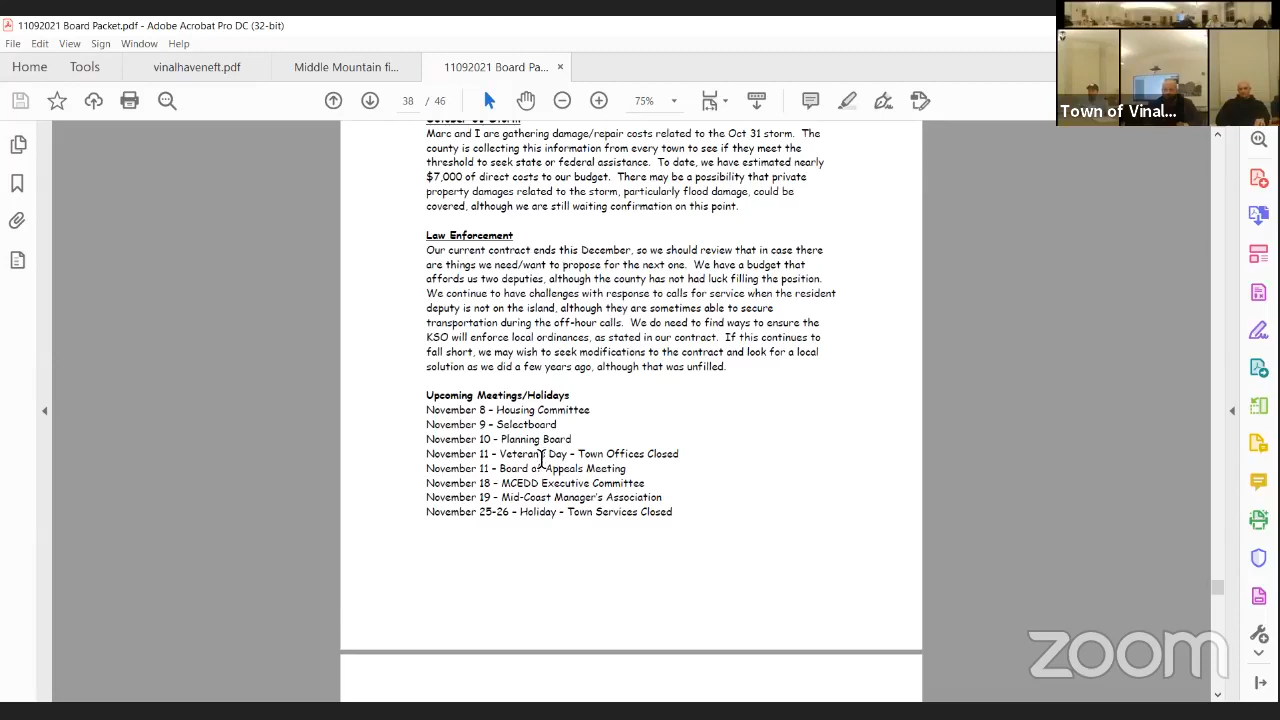 11092021 Board Packet.pdf - Adobe Acrobat Pro DC (32-bit)
File Edit View Sign Window Help
Home Tools vinalhaveneft.pdf Middle Mountain fi... 11092021 Board Pa... ×
38 / 46 75%
October 31 Storm
Marc and I are gathering damage/repair costs related to the Oct 31 storm. The
county is collecting this information from every town to see if they meet the
threshold to seek state or federal assistance. To date, we have estimated nearly
$7,000 of direct costs to our budget. There may be a possibility that private
property damages related to the storm, particularly flood damage, could be
covered, although we are still waiting confirmation on this point.
Law Enforcement
Our current contract ends this December, so we should review that in case there
are things we need/want to propose for the next one. We have a budget that
affords us two deputies, although the county has not had luck filling the position.
We continue to have challenges with response to calls for service when the resident
deputy is not on the island, although they are sometimes able to secure
transportation during the off-hour calls. We do need to find ways to ensure the
KSO will enforce local ordinances, as stated in our contract. If this continues to
fall short, we may wish to seek modifications to the contract and look for a local
solution as we did a few years ago, although that was unfilled.
Upcoming Meetings/Holidays
November 8 – Housing Committee
November 9 – Selectboard
November 10 – Planning Board
November 11 – Veteran's Day – Town Offices Closed
November 11 – Board of Appeals Meeting
November 18 – MCEDD Executive Committee
November 19 – Mid-Coast Manager's Association
November 25-26 – Holiday – Town Services Closed
Town of Vinal...
zoom